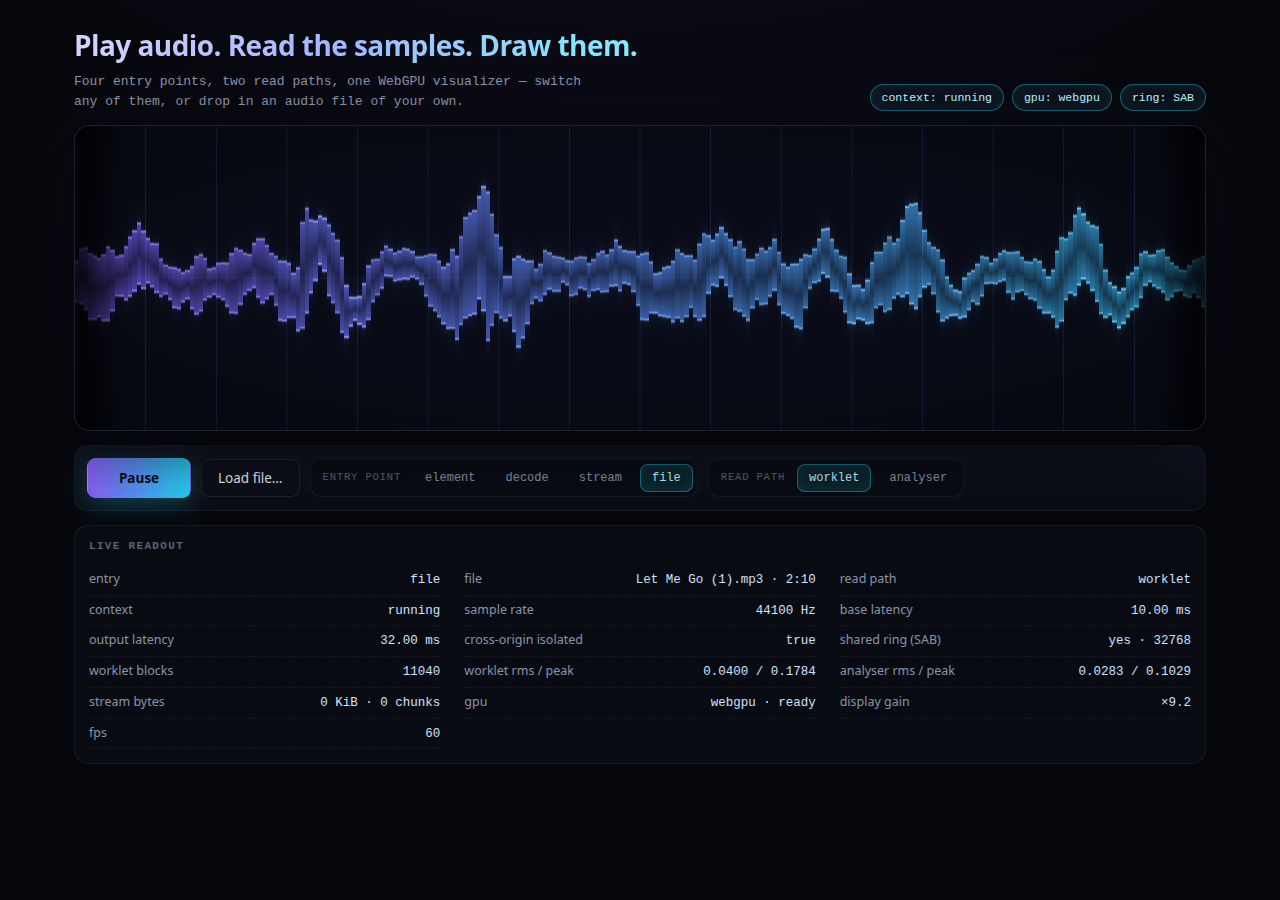 Play audio. Read the samples. Draw them.
Four entry points, two read paths, one WebGPU visualizer — switch
any of them, or drop in an audio file of your own.
context: running
gpu: webgpu
ring: SAB
Pause
Load file…
ENTRY POINT
element
decode
stream
file
READ PATH
worklet
analyser
LIVE READOUT
entry file
file Let Me Go (1).mp3 · 2:10
read path worklet
context running
sample rate 44100 Hz
base latency 10.00 ms
output latency 32.00 ms
cross-origin isolated true
shared ring (SAB) yes · 32768
worklet blocks 11040
worklet rms / peak 0.0400 / 0.1784
analyser rms / peak 0.0283 / 0.1029
stream bytes 0 KiB · 0 chunks
gpu webgpu · ready
display gain ×9.2
fps 60